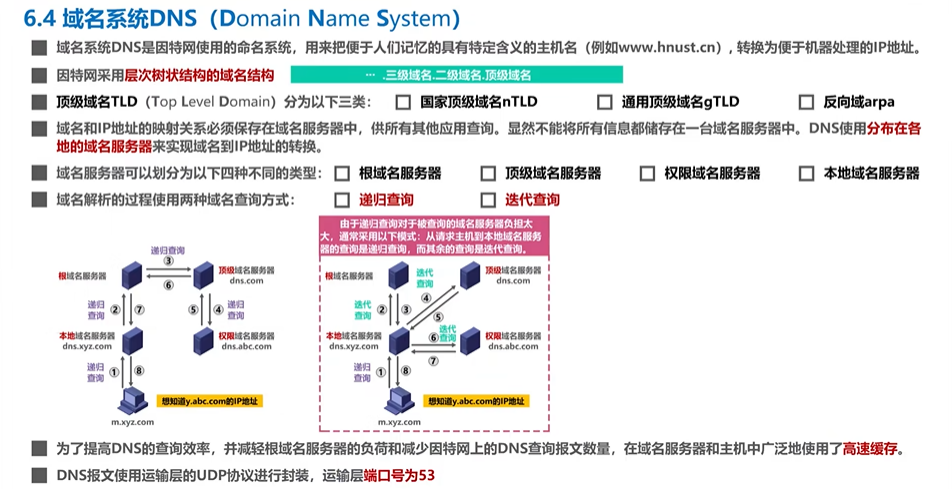 6.4 域名系统DNS（Domain Name System）
域名系统DNS是因特网使用的命名系统，用来把便于人们记忆的具有特定含义的主机名（例如www.hnust.cn），转换为便于机器处理的IP地址。
因特网采用层次树状结构的域名结构
… .三级域名.二级域名.顶级域名
顶级域名TLD（Top Level Domain）分为以下三类： 国家顶级域名nTLD 通用顶级域名gTLD 反向域arpa
域名和IP地址的映射关系必须保存在域名服务器中，供所有其他应用查询。显然不能将所有信息都储存在一台域名服务器中。DNS使用分布在各
地的域名服务器来实现域名到IP地址的转换。
域名服务器可以划分为以下四种不同的类型： 根域名服务器 顶级域名服务器 权限域名服务器 本地域名服务器
域名解析的过程使用两种域名查询方式： 递归查询 迭代查询
递归查询
③
根域名服务器
顶级域名服务器
dns.com
⑥
递归
查询
② ⑦
⑤ ④
递归
查询
本地域名服务器
dns.xyz.com
权限域名服务器
dns.abc.com
递归
查询
① ⑧
想知道y.abc.com的IP地址
m.xyz.com
由于递归查询对于被查询的域名服务器负担太
大，通常采用以下模式：从请求主机到本地域名服务
器的查询是递归查询，而其余的查询是迭代查询。
根域名服务器
迭代
查询
顶级域名服务器
dns.com
④
迭代
查询
② ③
⑤
本地域名服务器
dns.xyz.com
迭代
⑥查询
权限域名服务器
dns.abc.com
⑦
递归
查询
① ⑧
想知道y.abc.com的IP地址
m.xyz.com
为了提高DNS的查询效率，并减轻根域名服务器的负荷和减少因特网上的DNS查询报文数量，在域名服务器和主机中广泛地使用了高速缓存。
DNS报文使用运输层的UDP协议进行封装，运输层端口号为53